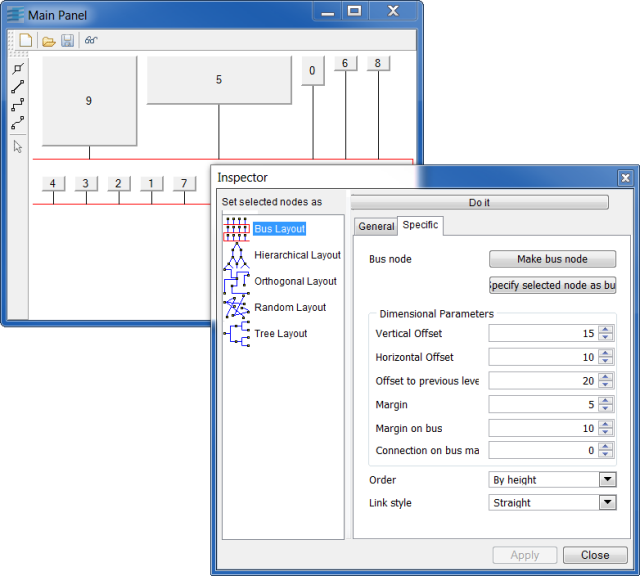 Main Panel
9
5
0
6
8
4
3
2
1
7
Inspector
Set selected nodes as
Bus Layout
Hierarchical Layout
Orthogonal Layout
Random Layout
Tree Layout
Do it
General
Specific
Bus node
Make bus node
pecify selected node as bu
Dimensional Parameters
Vertical Offset
15
Horizontal Offset
10
Offset to previous leve
20
Margin
5
Margin on bus
10
Connection on bus ma
0
Order
By height
Link style
Straight
Apply
Close